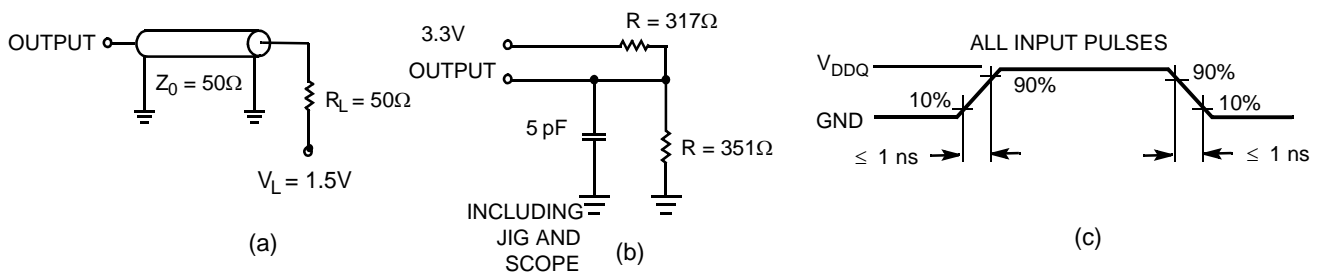 OUTPUT
Z0 = 50Ω
RL = 50Ω
VL = 1.5V
(a)
R = 317Ω
3.3V
OUTPUT
5 pF
R = 351Ω
INCLUDING
JIG AND
SCOPE
(b)
ALL INPUT PULSES
VDDQ
90%
90%
10%
10%
GND
≤ 1 ns
≤ 1 ns
(c)